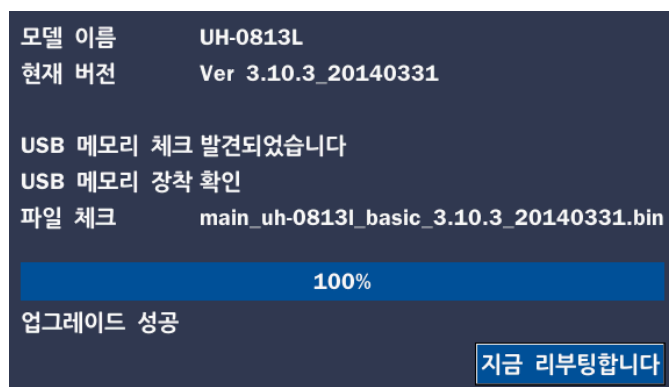 모델 이름 UH-0813L
현재 버전 Ver 3.10.3_20140331
USB 메모리 체크 발견되었습니다
USB 메모리 장착 확인
파일 체크 main_uh-0813l_basic_3.10.3_20140331.bin
100%
업그레이드 성공
지금 리부팅합니다